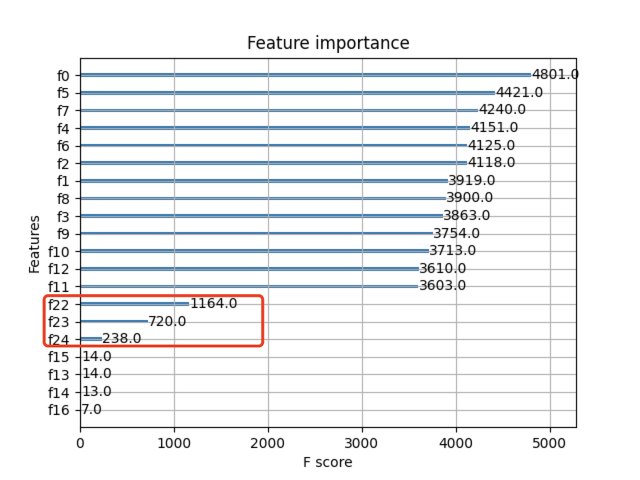 Feature importance
f0 4801.0
f5 4421.0
f7 4240.0
f4 4151.0
f6 4125.0
f2 4118.0
f1 3919.0
f8 3900.0
f3 3863.0
f9 3754.0
f10 3713.0
f12 3610.0
f11 3603.0
f22 1164.0
f23 720.0
f24 238.0
f15 14.0
f13 14.0
f14 13.0
f16 7.0
Features
0 1000 2000 3000 4000 5000
F score